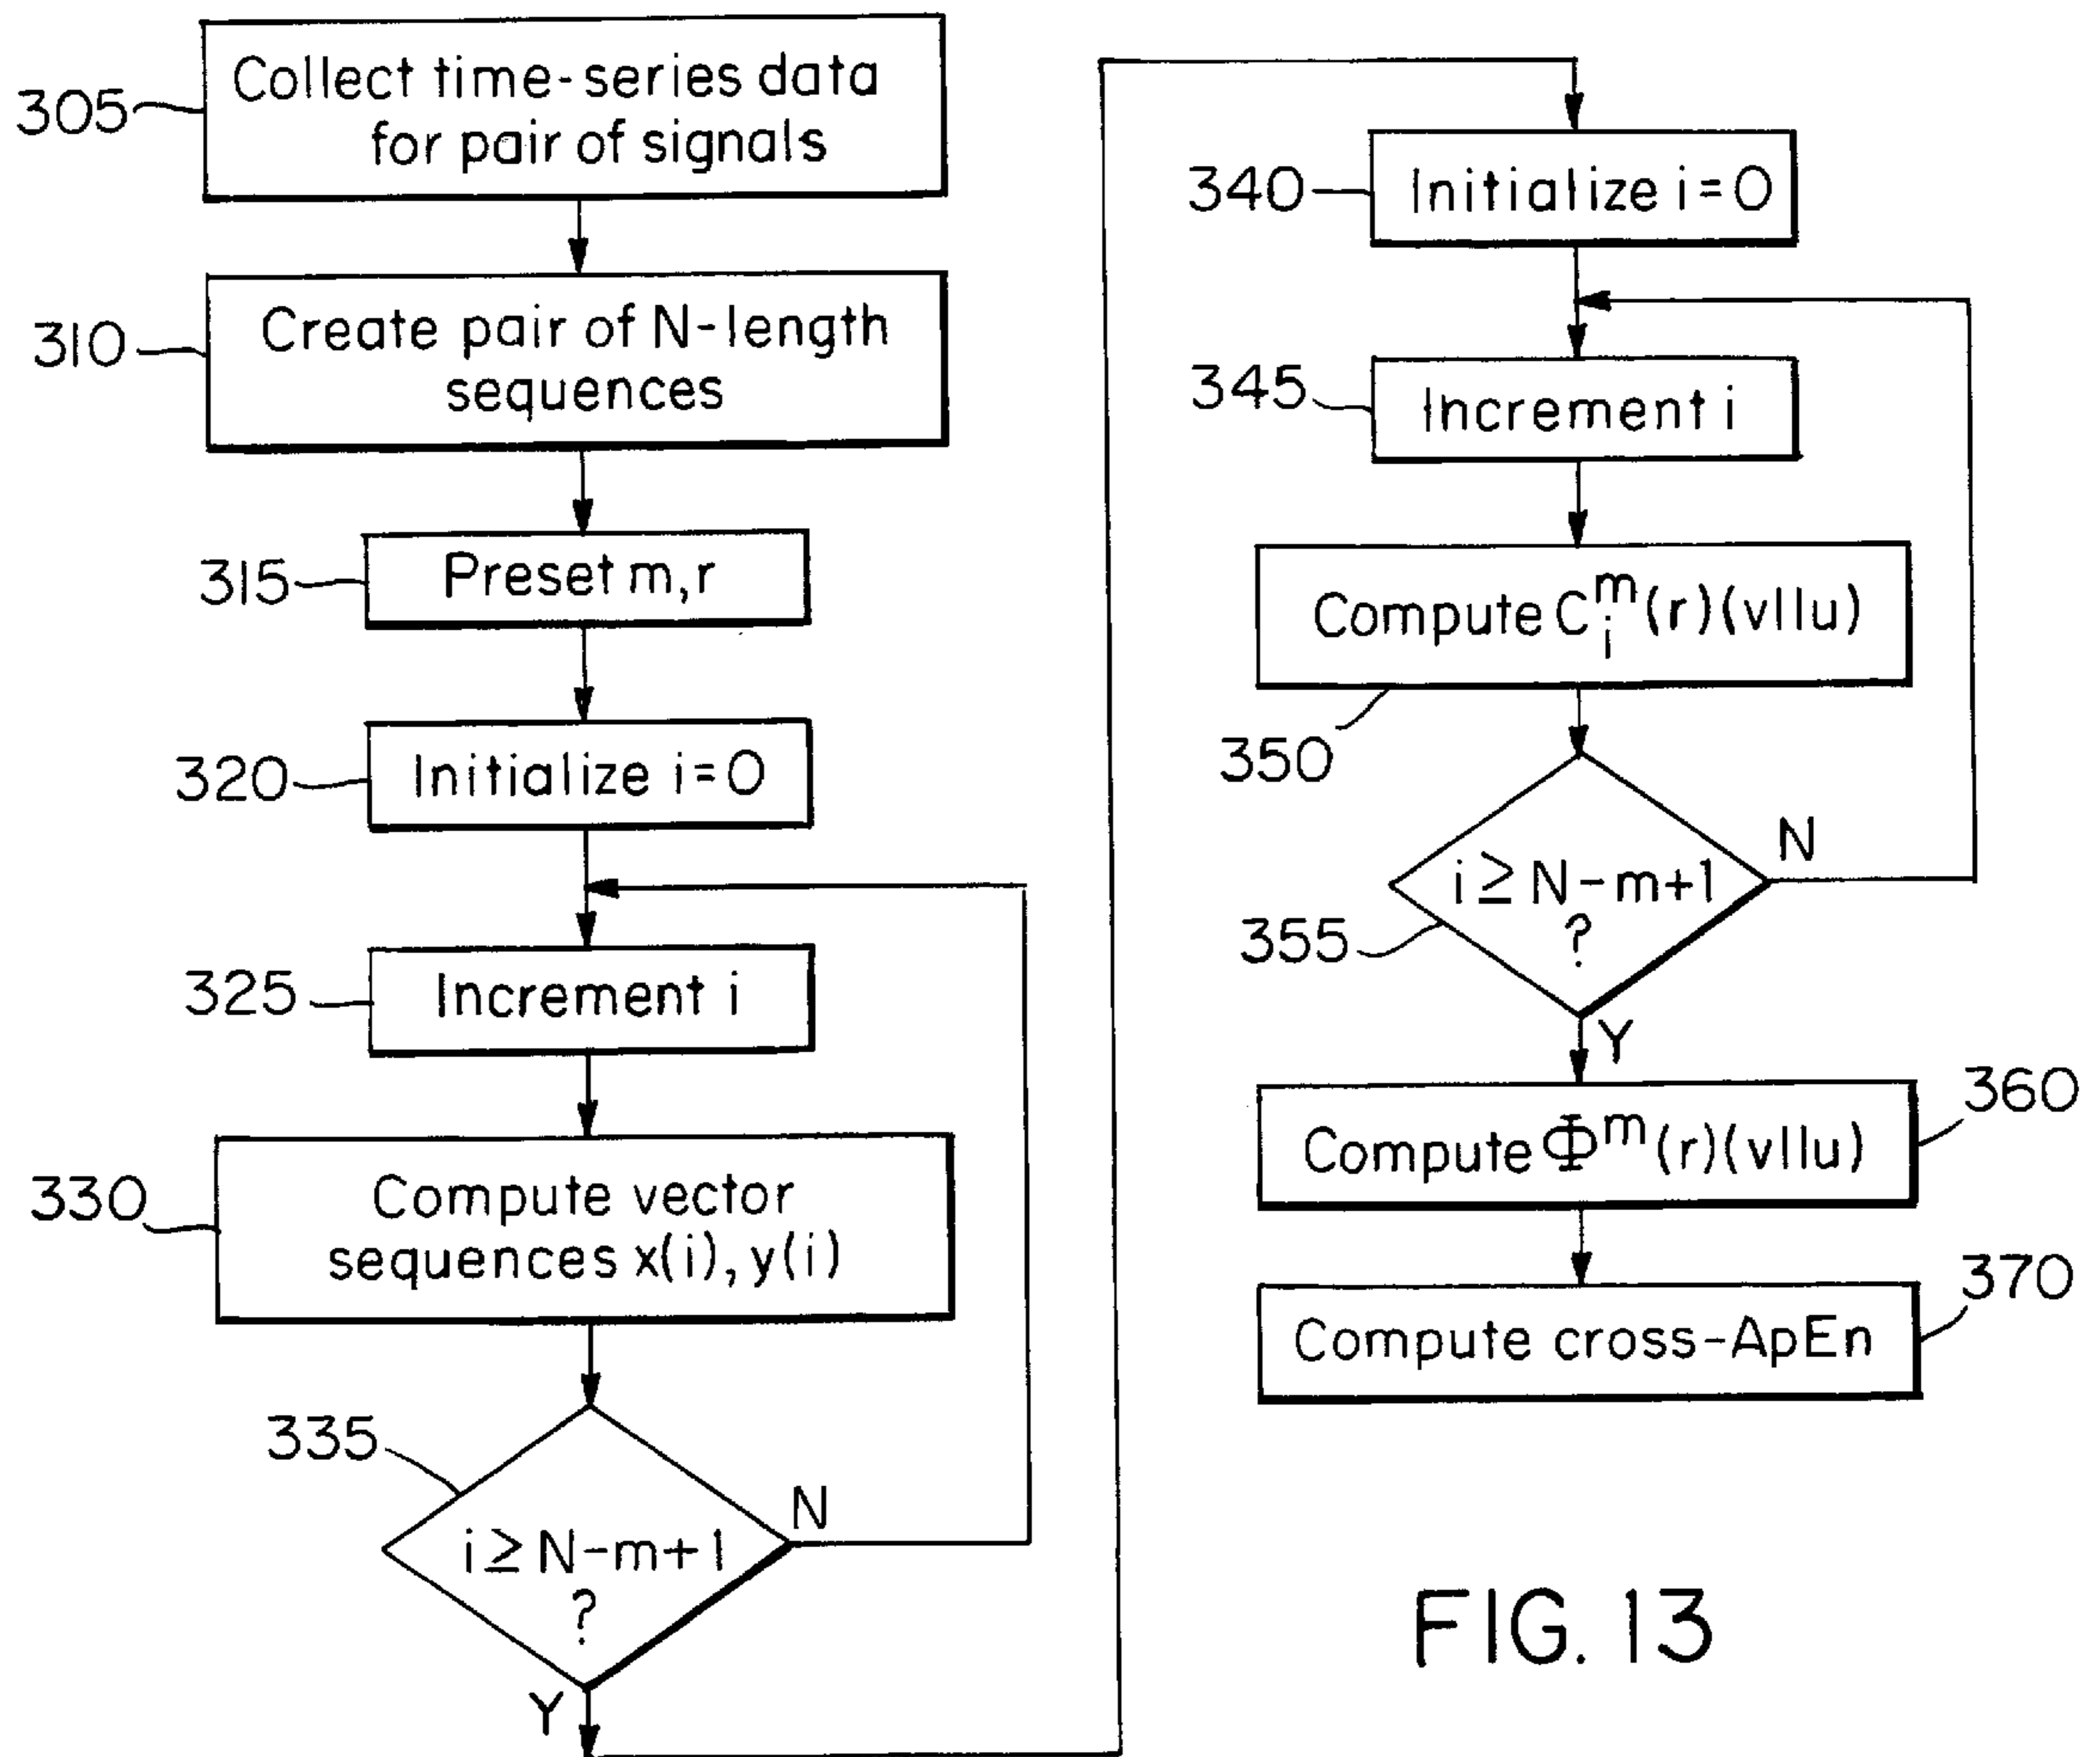 305
Collect time-series data
for pair of signals
310
Create pair of N-length
sequences
315
Preset m,r
320
Initialize i=0
325
Increment i
330
Compute vector
sequences x(i), y(i)
335
i≥N-m+1
?
N
Y
340
Initialize i=0
345
Increment i
Compute C_i^m(r)(v||u)
350
355
i≥N-m+1
?
N
Y
360
Compute Φ^m(r)(v||u)
370
Compute cross-ApEn
FIG. 13